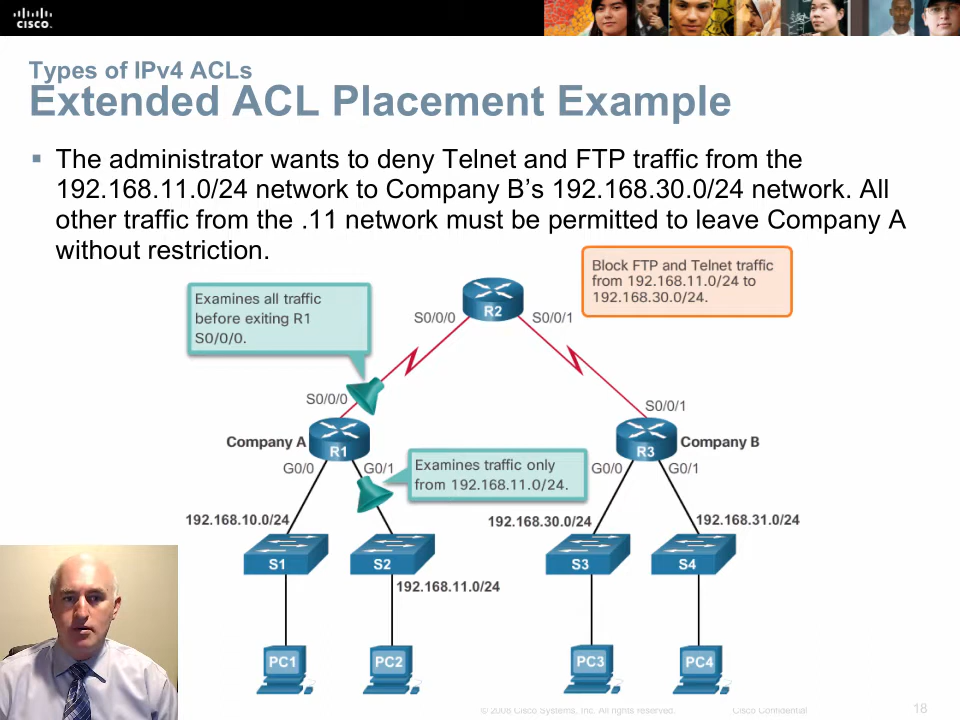 CISCO
Types of IPv4 ACLs
Extended ACL Placement Example
The administrator wants to deny Telnet and FTP traffic from the
192.168.11.0/24 network to Company B’s 192.168.30.0/24 network. All
other traffic from the .11 network must be permitted to leave Company A
without restriction.
Block FTP and Telnet traffic
from 192.168.11.0/24 to
192.168.30.0/24.
Examines all traffic
before exiting R1
S0/0/0.
R2
S0/0/0
S0/0/1
S0/0/0
S0/0/1
Company A
R1
R3
Company B
G0/0
G0/1
G0/0
G0/1
Examines traffic only
from 192.168.11.0/24.
192.168.10.0/24
192.168.30.0/24
192.168.31.0/24
S1
S2
S3
S4
192.168.11.0/24
PC1
PC2
PC3
PC4
© 2008 Cisco Systems, Inc. All rights reserved.
Cisco Confidential
18